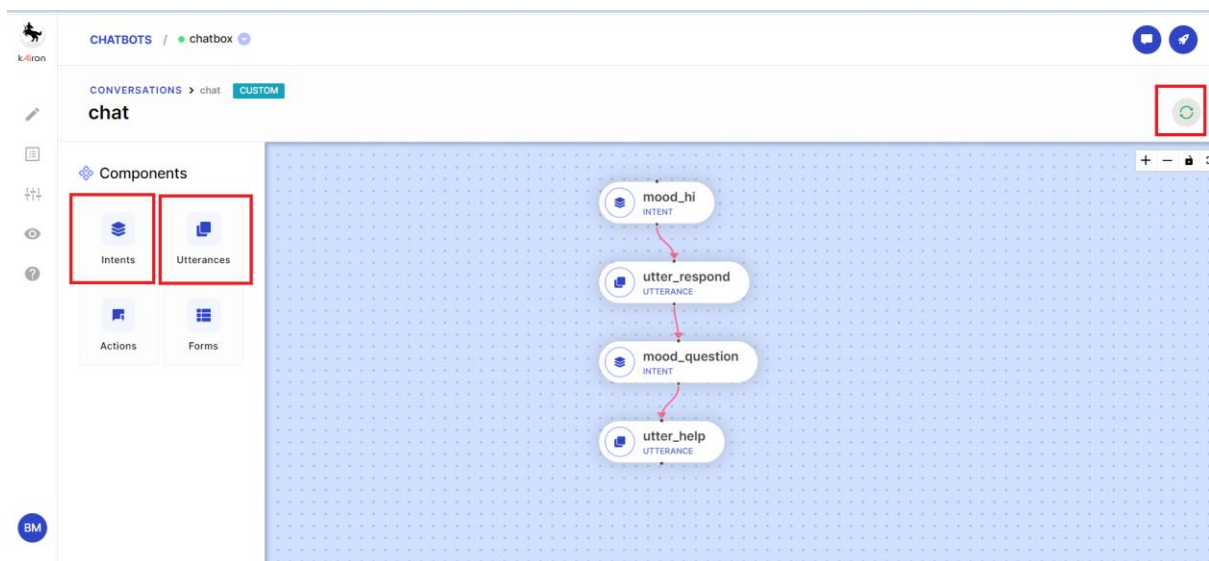 kAIron
CHATBOTS / chatbox
CONVERSATIONS > chat CUSTOM
chat
Components
Intents
Utterances
Actions
Forms
mood_hi
INTENT
utter_respond
UTTERANCE
mood_question
INTENT
utter_help
UTTERANCE
BM